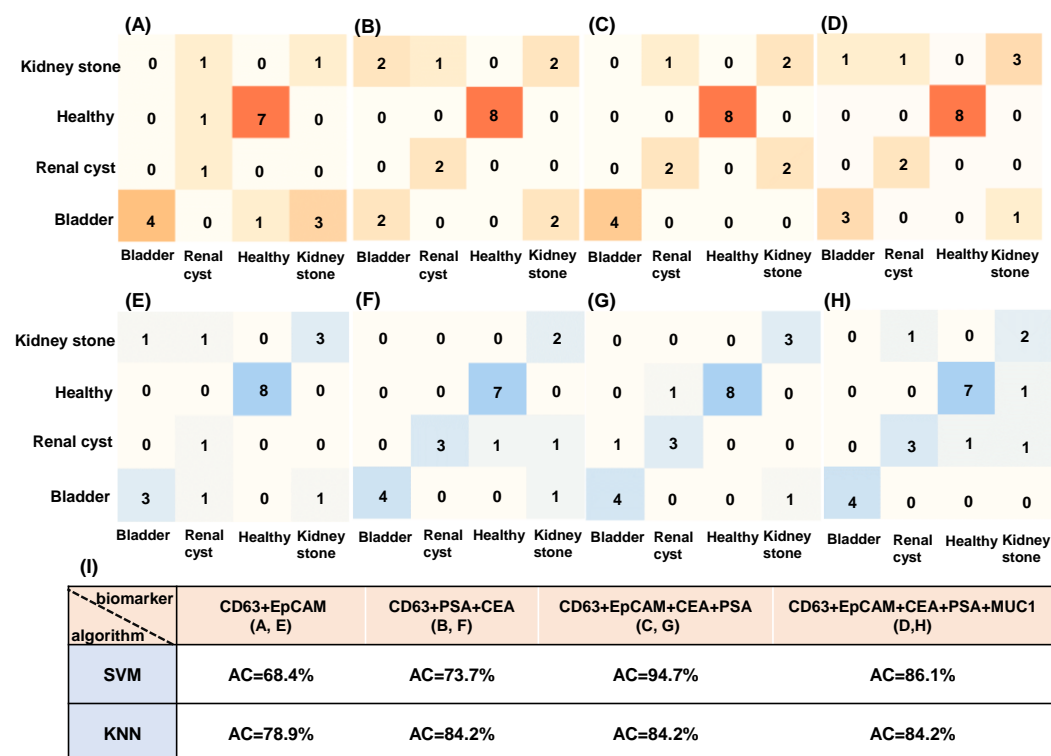 (A) (B) (C) (D)
Kidney stone 0 1 0 1 2 1 0 2 0 1 0 2 1 1 0 3
Healthy 0 1 7 0 0 0 8 0 0 0 8 0 0 0 8 0
Renal cyst 0 1 0 0 0 2 0 0 0 2 0 2 0 2 0 0
Bladder 4 0 1 3 2 0 0 2 4 0 0 0 3 0 0 1
Bladder Renal Healthy Kidney Bladder Renal Healthy Kidney Bladder Renal Healthy Kidney Bladder Renal Healthy Kidney
cyst stone cyst stone cyst stone cyst stone
(E) (F) (G) (H)
Kidney stone 1 1 0 3 0 0 0 2 0 0 0 3 0 1 0 2
Healthy 0 0 8 0 0 0 7 0 0 1 8 0 0 0 7 1
Renal cyst 0 1 0 0 0 3 1 1 1 3 0 0 0 3 1 1
Bladder 3 1 0 1 4 0 0 1 4 0 0 1 4 0 0 0
Bladder Renal Healthy Kidney Bladder Renal Healthy Kidney Bladder Renal Healthy Kidney Bladder Renal Healthy Kidney
cyst stone cyst stone cyst stone cyst stone
(I)
biomarker CD63+EpCAM CD63+PSA+CEA CD63+EpCAM+CEA+PSA CD63+EpCAM+CEA+PSA+MUC1
algorithm (A, E) (B, F) (C, G) (D,H)
SVM AC=68.4% AC=73.7% AC=94.7% AC=86.1%
KNN AC=78.9% AC=84.2% AC=84.2% AC=84.2%